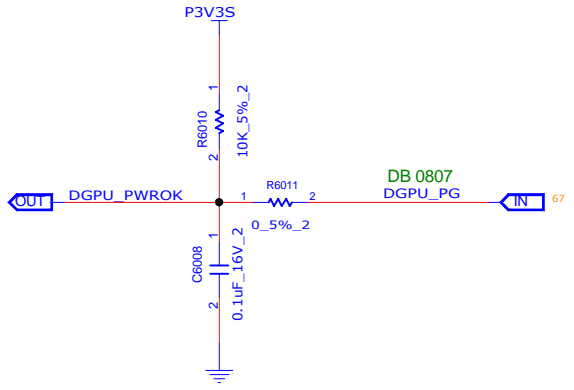 P3V3S
1
R6010
10K_5%_2
2
DB 0807
OUT
DGPU_PWROK
1
R6011
2
DGPU_PG
IN
67
0_5%_2
1
C6008
0.1uF_16V_2
2